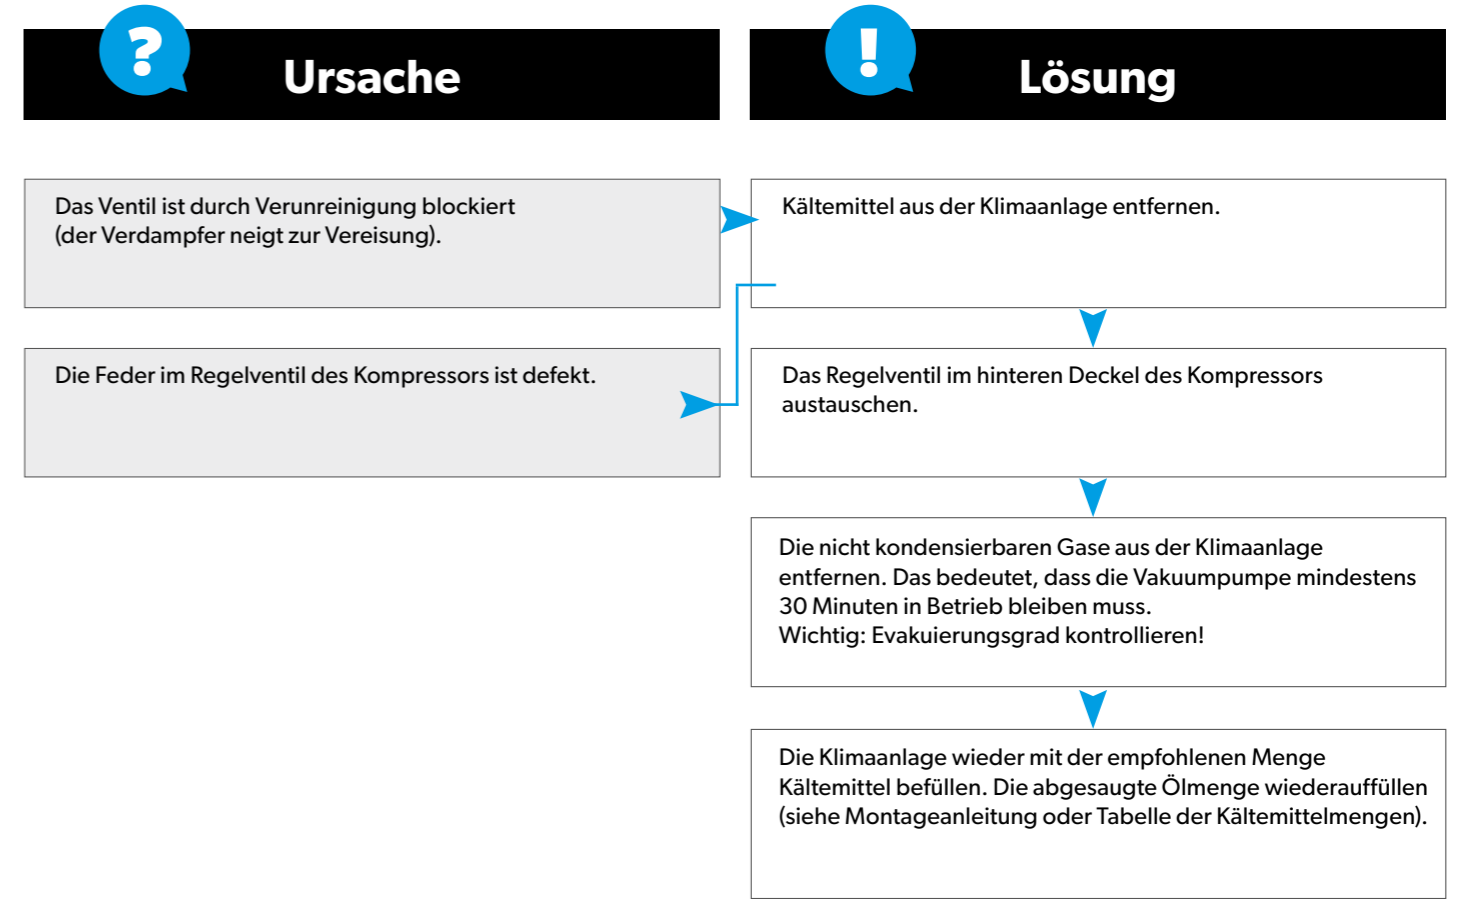 ?
Ursache
!
Lösung
Das Ventil ist durch Verunreinigung blockiert
(der Verdampfer neigt zur Vereisung).
Kältemittel aus der Klimaanlage entfernen.
Die Feder im Regelventil des Kompressors ist defekt.
Das Regelventil im hinteren Deckel des Kompressors
austauschen.
Die nicht kondensierbaren Gase aus der Klimaanlage
entfernen. Das bedeutet, dass die Vakuumpumpe mindestens
30 Minuten in Betrieb bleiben muss.
Wichtig: Evakuierungsgrad kontrollieren!
Die Klimaanlage wieder mit der empfohlenen Menge
Kältemittel befüllen. Die abgesaugte Ölmenge wiederauffüllen
(siehe Montageanleitung oder Tabelle der Kältemittelmengen).